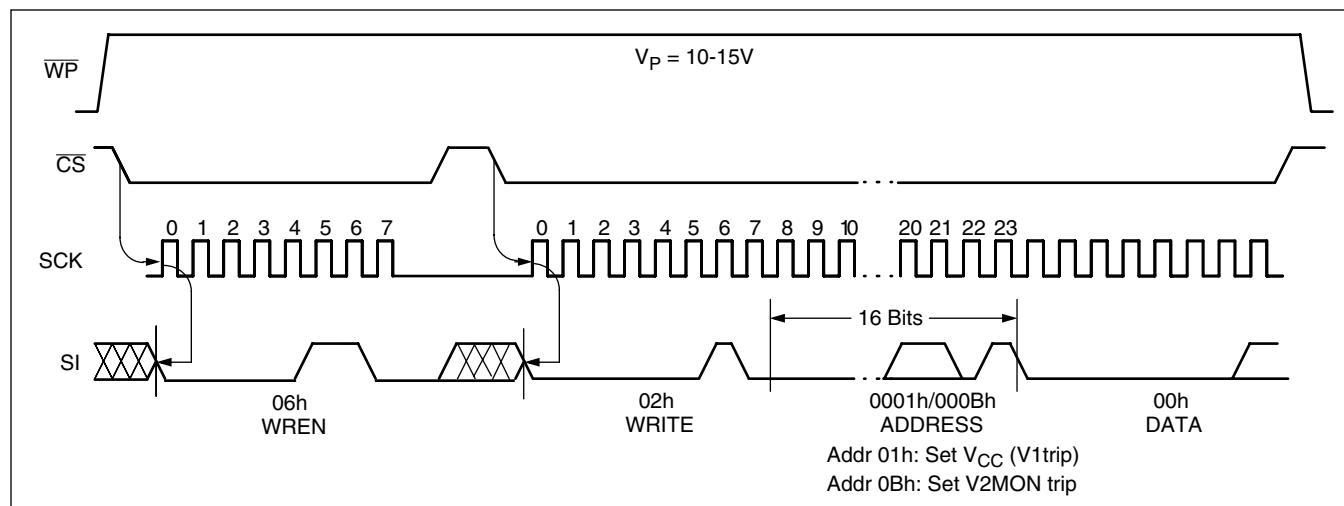 WP
V_P = 10-15V
CS
0 1 2 3 4 5 6 7
0 1 2 3 4 5 6 7 8 9 10 20 21 22 23
SCK
16 Bits
SI
06h
WREN
02h
WRITE
0001h/000Bh
ADDRESS
00h
DATA
Addr 01h: Set V_CC (V1trip)
Addr 0Bh: Set V2MON trip